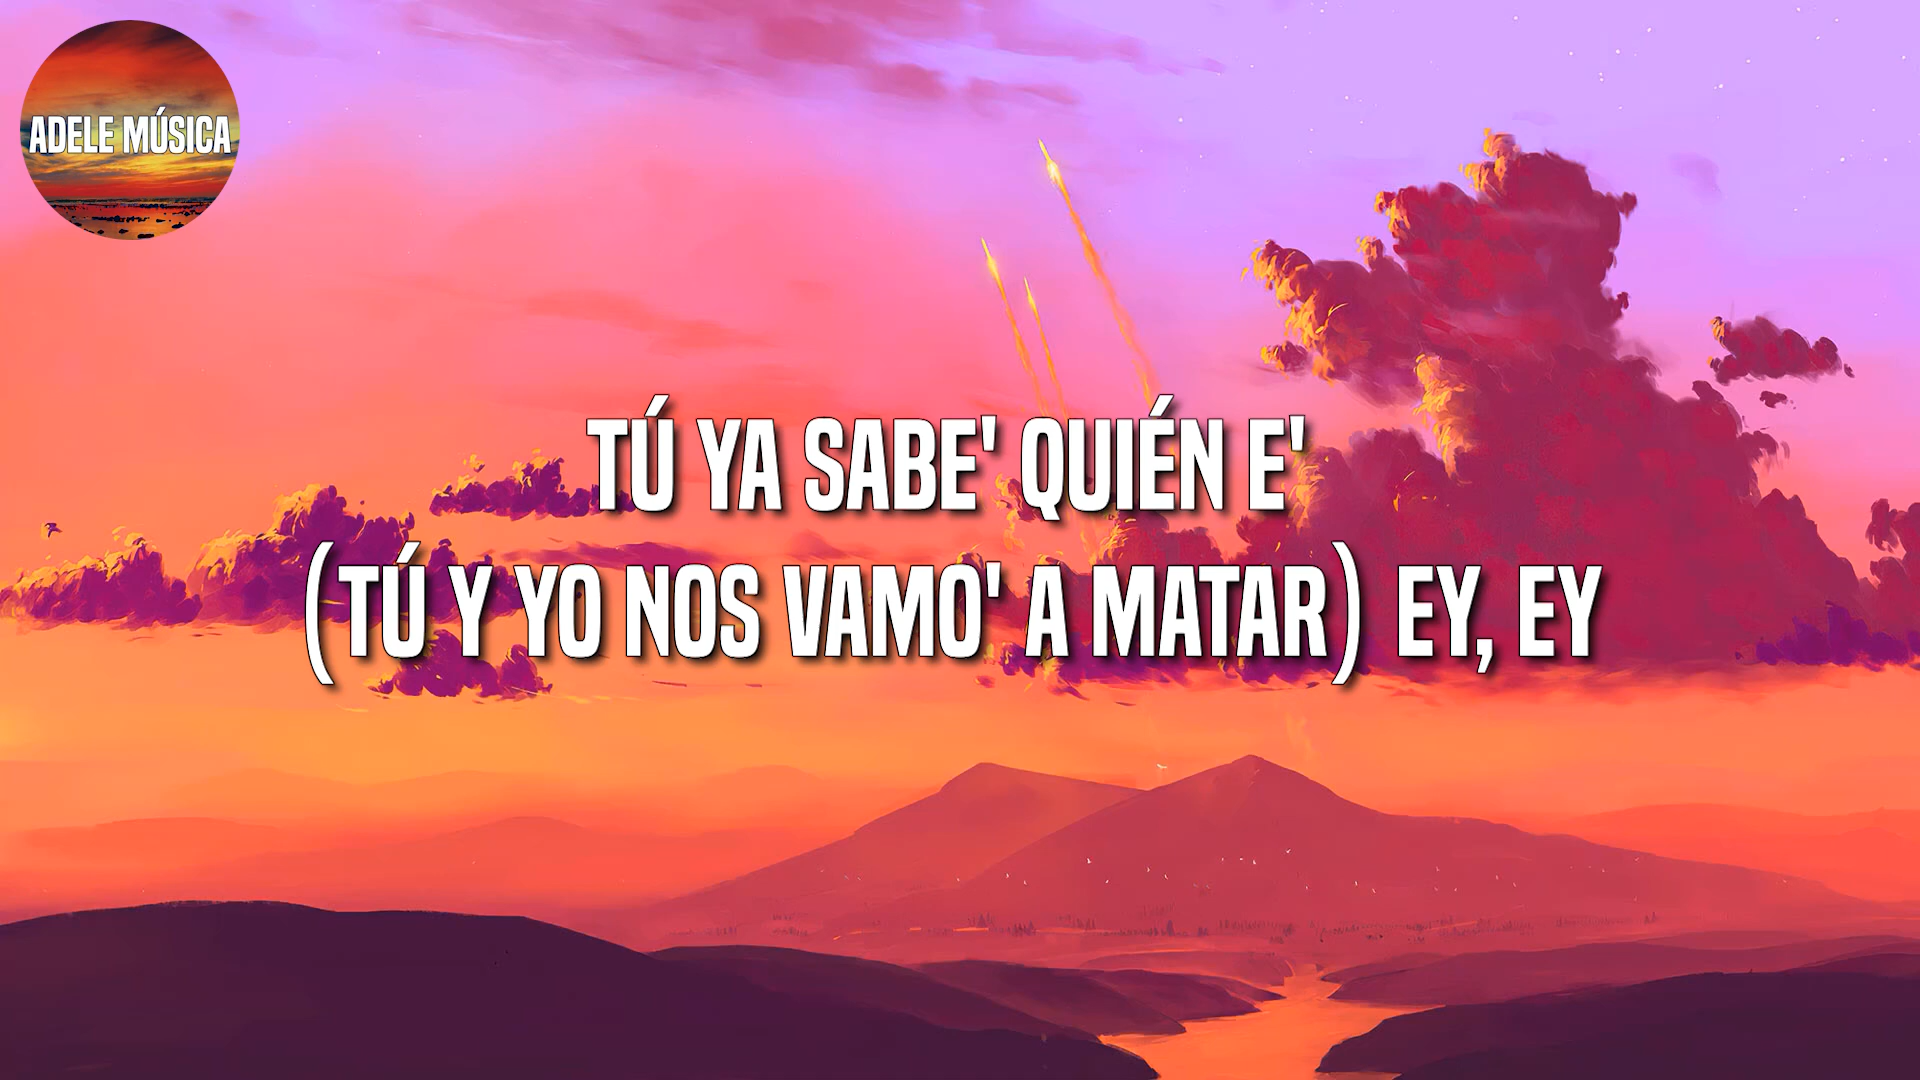 ADELE MÚSICA
TÚ YA SABE' QUIÉN E'
(TÚ Y YO NOS VAMO' A MATAR) EY, EY